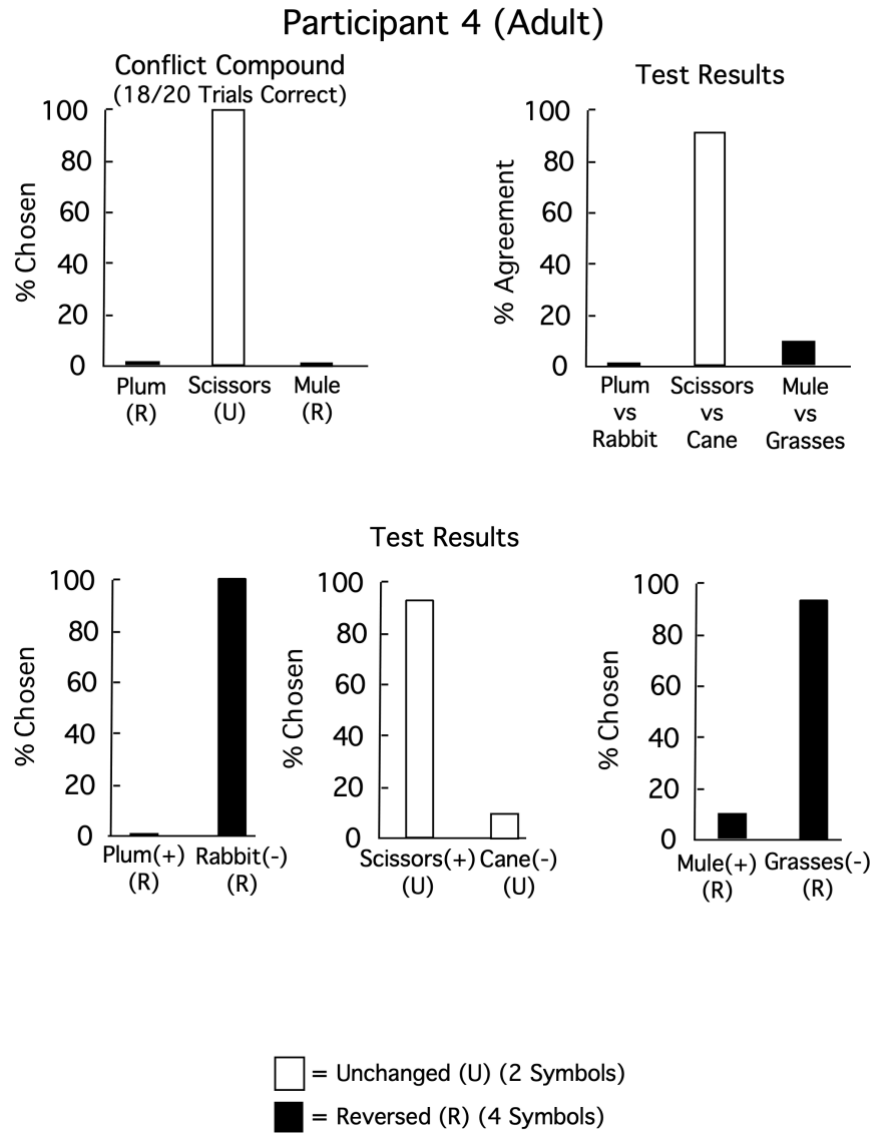 Participant 4 (Adult)
Conflict Compound
(18/20 Trials Correct)
% Chosen
100
80
60
40
20
0
Plum
(R)
Scissors
(U)
Mule
(R)
Test Results
% Agreement
100
80
60
40
20
0
Plum
vs
Rabbit
Scissors
vs
Cane
Mule
vs
Grasses
Test Results
% Chosen
100
80
60
40
20
0
Plum(+)
(R)
Rabbit(-)
(R)
% Chosen
100
80
60
40
20
0
Scissors(+)
(U)
Cane(-)
(U)
% Chosen
100
80
60
40
20
0
Mule(+)
(R)
Grasses(-)
(R)
= Unchanged (U) (2 Symbols)
= Reversed (R) (4 Symbols)